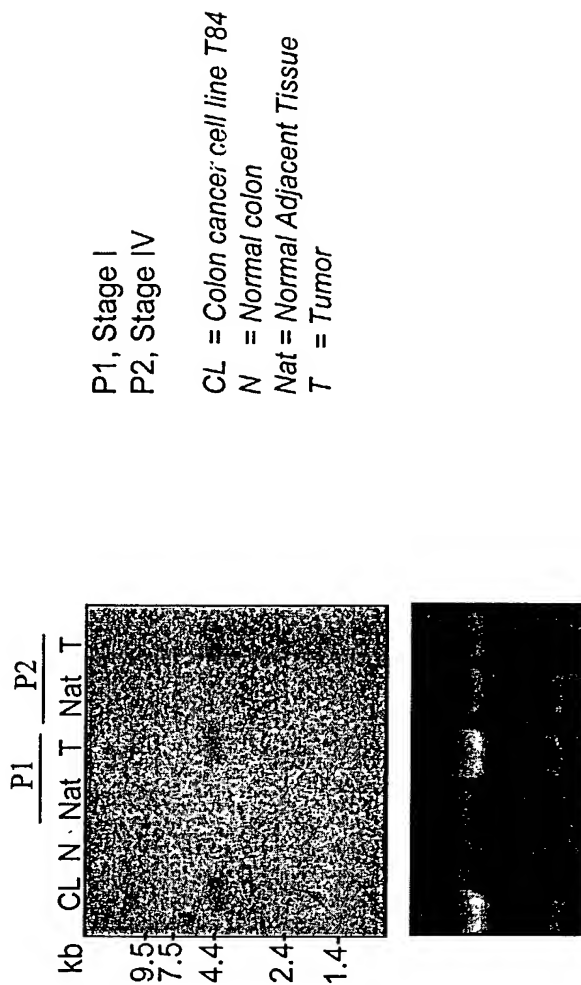 P1, Stage I
P2, Stage IV
CL = Colon cancer cell line T84
N = Normal colon
Nat = Normal Adjacent Tissue
T = Tumor
P1 P2
kb CL N Nat T Nat T
9.5-
7.5-
4.4-
2.4-
1.4-